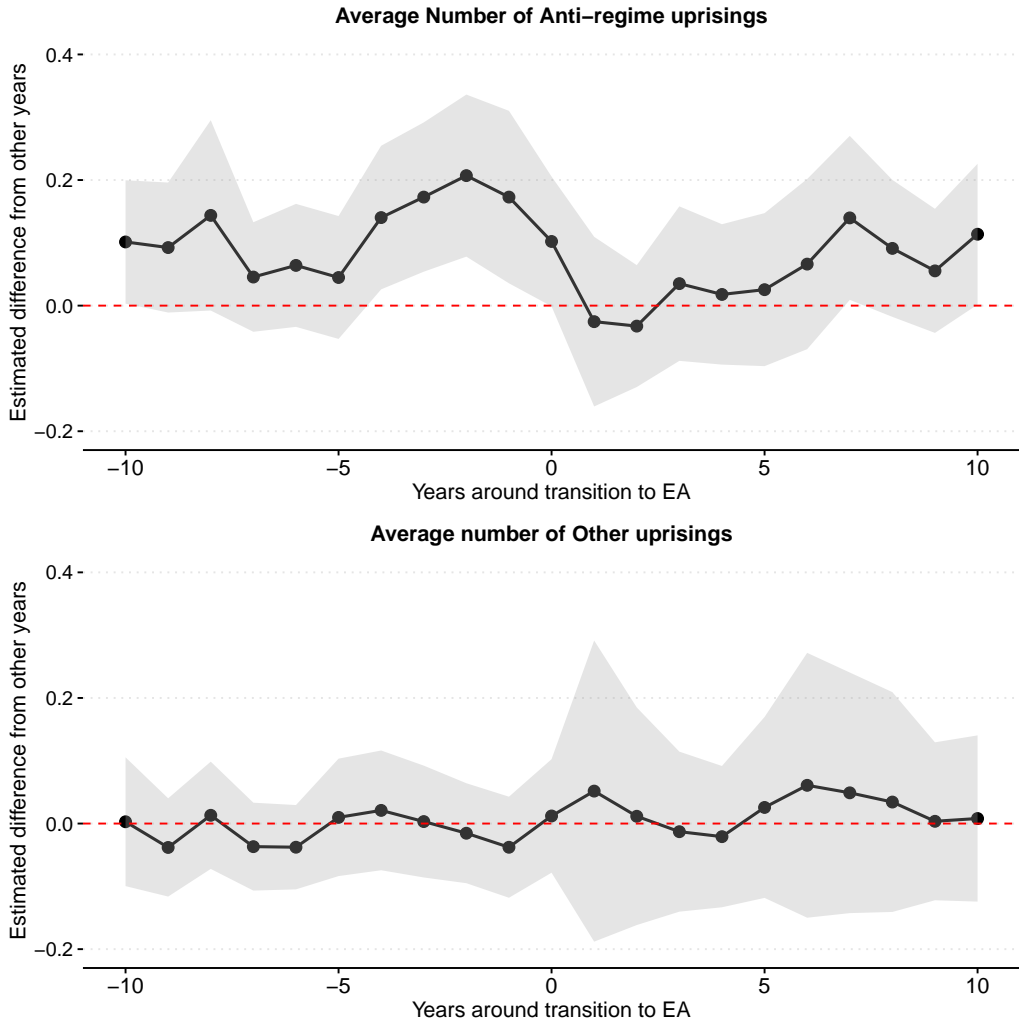 Average Number of Anti−regime uprisings
Estimated difference from other years
0.4
0.2
0.0
−0.2
−10 −5 0 5 10
Years around transition to EA
Average number of Other uprisings
Estimated difference from other years
0.4
0.2
0.0
−0.2
−10 −5 0 5 10
Years around transition to EA